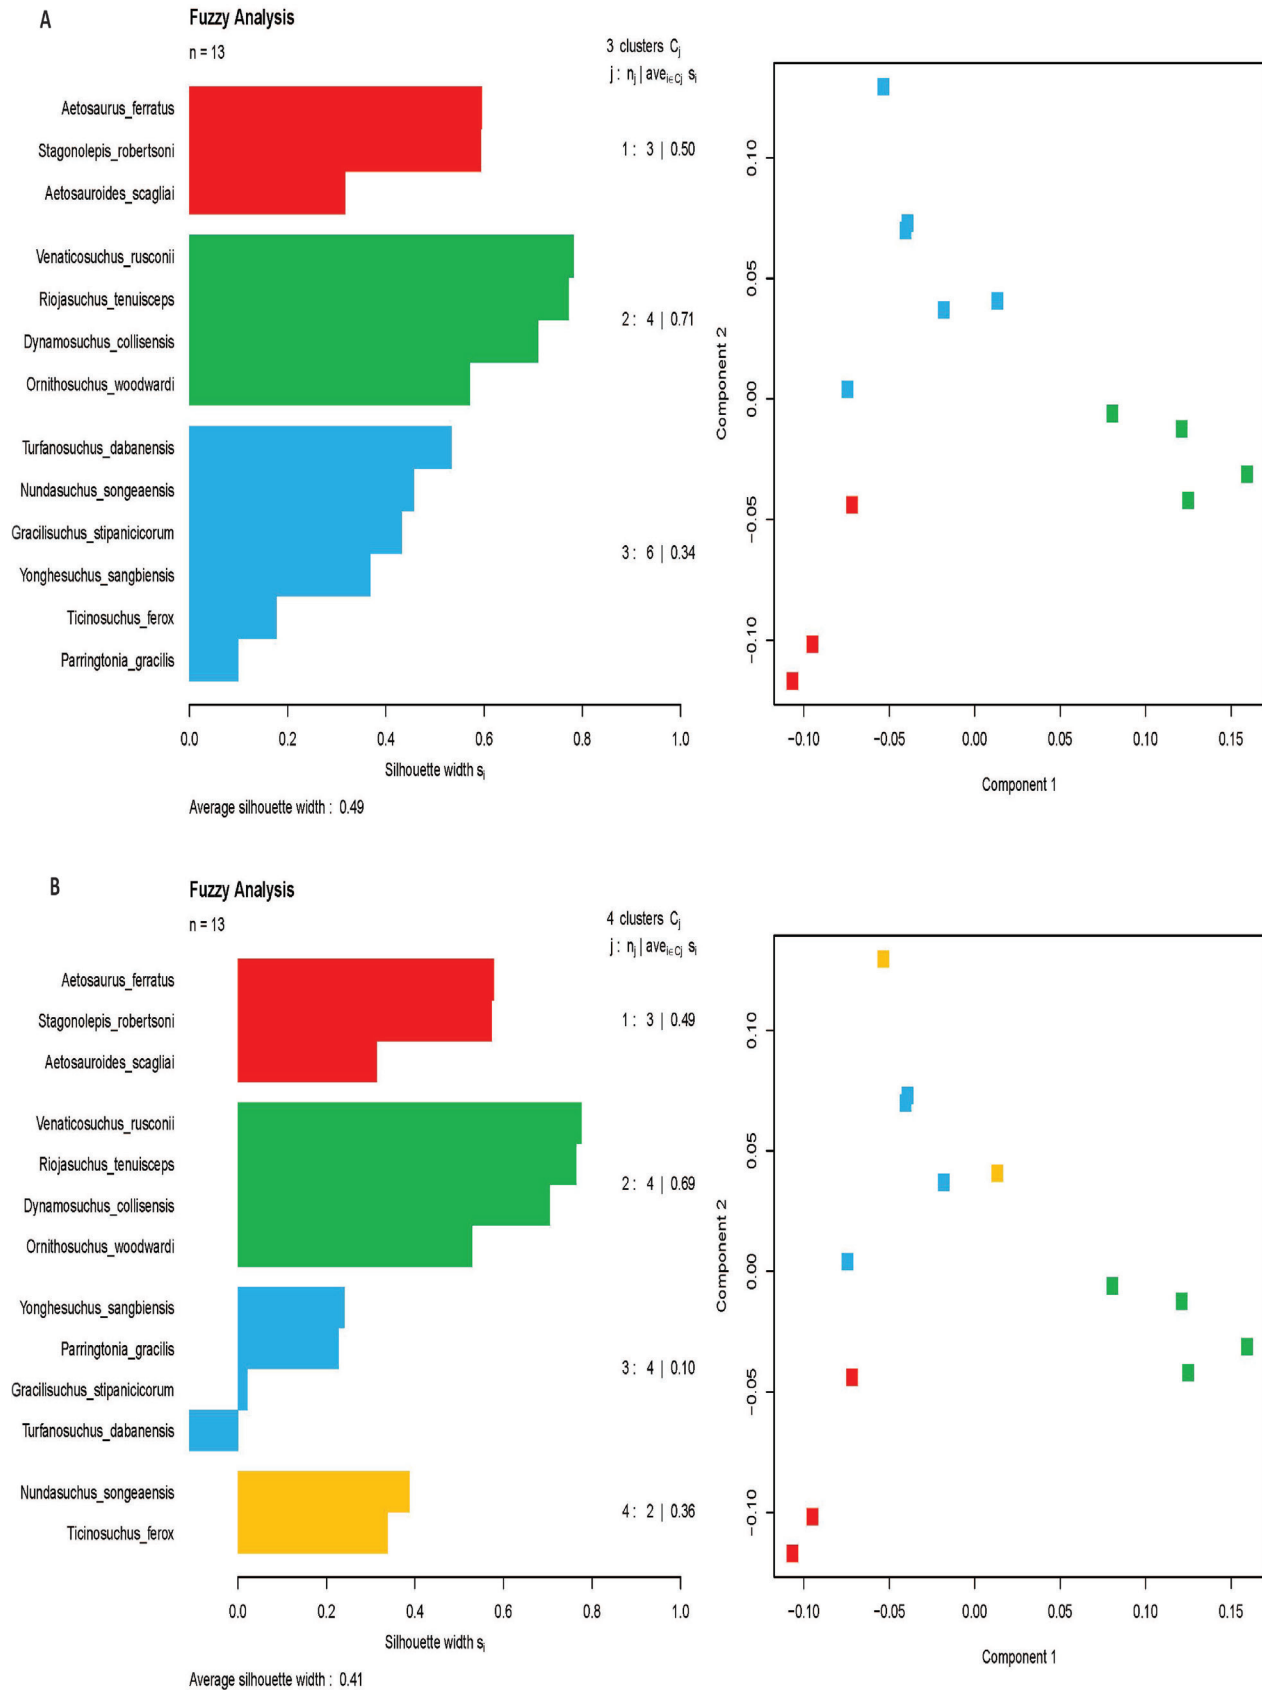 A
Fuzzy Analysis
n = 13
3 clusters Cj
j : nj | avei∈Cj si
Aetosaurus_ferratus
Stagonolepis_robertsoni
Aetosauroides_scagliai
1 : 3 | 0.50
Venaticosuchus_rusconii
Riojasuchus_tenuisceps
Dynamosuchus_collisensis
Ornithosuchus_woodwardi
2 : 4 | 0.71
Turfanosuchus_dabanensis
Nundasuchus_songeaensis
Gracilisuchus_stipanicicorum
Yonghesuchus_sangbiensis
Ticinosuchus_ferox
Parringtonia_gracilis
3 : 6 | 0.34
0.0 0.2 0.4 0.6 0.8 1.0
Silhouette width si
Average silhouette width : 0.49
Component 2
0.10
0.05
0.00
−0.05
−0.10
−0.10 −0.05 0.00 0.05 0.10 0.15
Component 1
B
Fuzzy Analysis
n = 13
4 clusters Cj
j : nj | avei∈Cj si
Aetosaurus_ferratus
Stagonolepis_robertsoni
Aetosauroides_scagliai
1 : 3 | 0.49
Venaticosuchus_rusconii
Riojasuchus_tenuisceps
Dynamosuchus_collisensis
Ornithosuchus_woodwardi
2 : 4 | 0.69
Yonghesuchus_sangbiensis
Parringtonia_gracilis
Gracilisuchus_stipanicicorum
Turfanosuchus_dabanensis
3 : 4 | 0.10
Nundasuchus_songeaensis
Ticinosuchus_ferox
4 : 2 | 0.36
0.0 0.2 0.4 0.6 0.8 1.0
Silhouette width si
Average silhouette width : 0.41
Component 2
0.10
0.05
0.00
−0.05
−0.10
−0.10 −0.05 0.00 0.05 0.10 0.15
Component 1